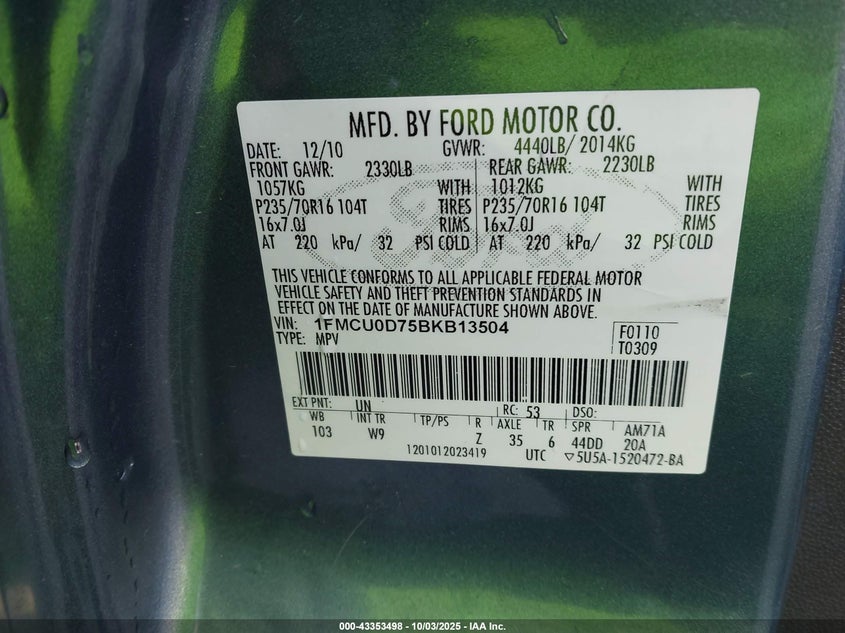 MFD. BY FORD MOTOR CO.
DATE: 12/10 GVWR: 4440LB/ 2014KG
FRONT GAWR: 2330LB REAR GAWR: 2230LB
1057KG WITH 1012KG WITH
P235/70R16 104T TIRES P235/70R16 104T TIRES
16x7.0J RIMS 16x7.0J RIMS
AT 220 kPa/ 32 PSI COLD AT 220 kPa/ 32 PSI COLD
THIS VEHICLE CONFORMS TO ALL APPLICABLE FEDERAL MOTOR
VEHICLE SAFETY AND THEFT PREVENTION STANDARDS IN
EFFECT ON THE DATE OF MANUFACTURE SHOWN ABOVE.
VIN: 1FMCU0D75BKB13504 F0110
TYPE: MPV T0309
EXT PNT: UN RC: 53 DSO:
WB INT TR TP/PS R AXLE TR SPR AM71A
103 W9 Z 35 6 44DD 20A
1201012023419 UTC ▽5U5A-1520472-BA
000-43353498 - 10/03/2025 - IAA Inc.